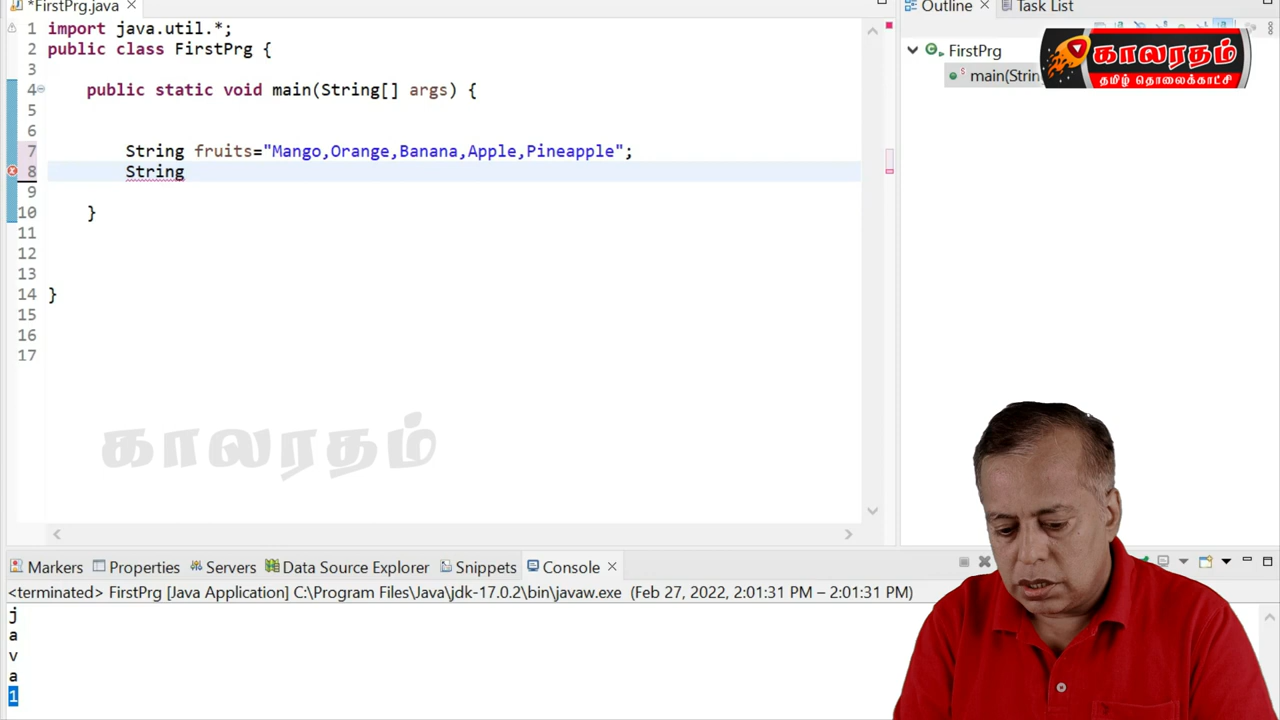 *FirstPrg.java
Outline
Task List
1 import java.util.*;
2 public class FirstPrg {
3
4 public static void main(String[] args) {
5
6
7 String fruits="Mango,Orange,Banana,Apple,Pineapple";
8 String
9
10 }
11
12
13
14 }
15
16
17
FirstPrg
main(Strin
காலரதம்
தமிழ் தொலைக்காட்சி
காலரதம்
Markers Properties Servers Data Source Explorer Snippets Console
<terminated> FirstPrg [Java Application] C:\Program Files\Java\jdk-17.0.2\bin\javaw.exe (Feb 27, 2022, 2:01:31 PM – 2:01:31 PM)
j
a
v
a
1